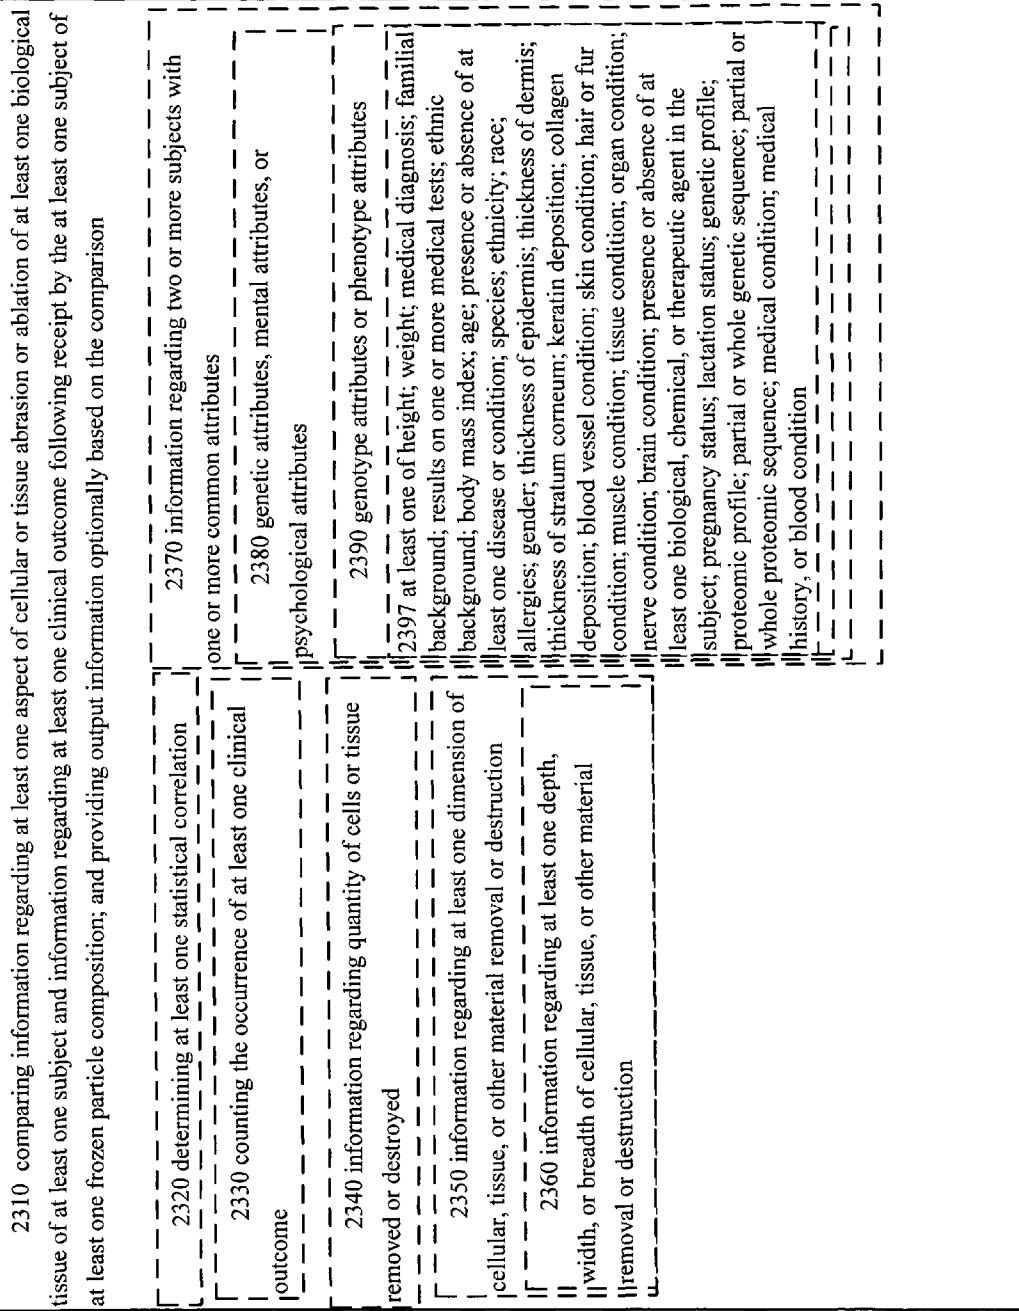 2310 comparing information regarding at least one aspect of cellular or tissue abrasion or ablation of at least one biological
tissue of at least one subject and information regarding at least one clinical outcome following receipt by the at least one subject of
at least one frozen particle composition; and providing output information optionally based on the comparison
2320 determining at least one statistical correlation
2330 counting the occurrence of at least one clinical
outcome
2340 information regarding quantity of cells or tissue
removed or destroyed
2350 information regarding at least one dimension of
cellular, tissue, or other material removal or destruction
2360 information regarding at least one depth,
width, or breadth of cellular, tissue, or other material
removal or destruction
2370 information regarding two or more subjects with
one or more common attributes
2380 genetic attributes, mental attributes, or
psychological attributes
2390 genotype attributes or phenotype attributes
2397 at least one of height; weight; medical diagnosis; familial
background; results on one or more medical tests; ethnic
background; body mass index; age; presence or absence of at
least one disease or condition; species; ethnicity; race;
allergies; gender; thickness of epidermis; thickness of dermis;
thickness of stratum corneum; keratin deposition; collagen
deposition; blood vessel condition; skin condition; hair or fur
condition; muscle condition; tissue condition; organ condition;
nerve condition; brain condition; presence or absence of at
least one biological, chemical, or therapeutic agent in the
subject; pregnancy status; lactation status; genetic profile;
proteomic profile; partial or whole genetic sequence; partial or
whole proteomic sequence; medical condition; medical
history, or blood condition